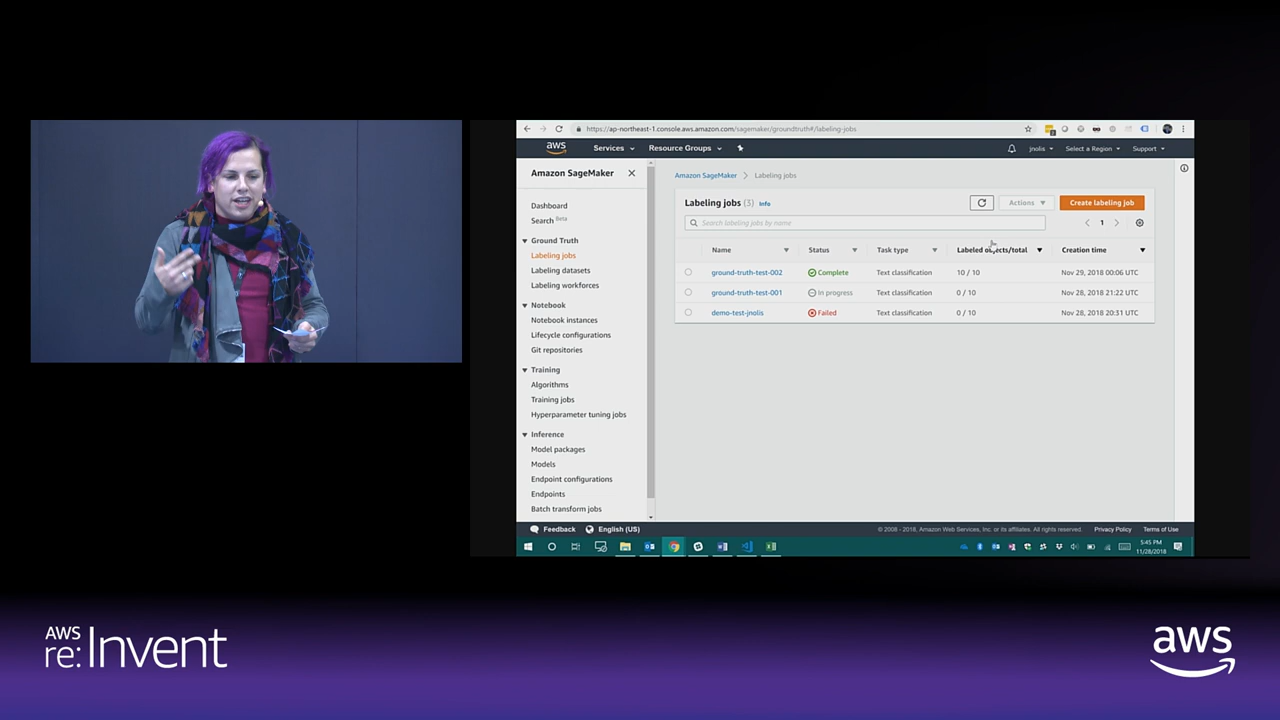 https://ap-northeast-1.console.aws.amazon.com/sagemaker/groundtruth#/labeling-jobs
aws Services Resource Groups jnolis Select a Region Support
Amazon SageMaker
Dashboard
Search Beta
Ground Truth
Labeling jobs
Labeling datasets
Labeling workforces
Notebook
Notebook instances
Lifecycle configurations
Git repositories
Training
Algorithms
Training jobs
Hyperparameter tuning jobs
Inference
Model packages
Models
Endpoint configurations
Endpoints
Batch transform jobs
Amazon SageMaker > Labeling jobs
Labeling jobs (3) Info Actions Create labeling job
Search labeling jobs by name 1
Name Status Task type Labeled objects/total Creation time
ground-truth-test-002 Complete Text classification 10 / 10 Nov 29, 2018 00:06 UTC
ground-truth-test-001 In progress Text classification 0 / 10 Nov 28, 2018 21:22 UTC
demo-test-jnolis Failed Text classification 0 / 10 Nov 28, 2018 20:31 UTC
Feedback English (US) © 2008 - 2018, Amazon Web Services, Inc. or its affiliates. All rights reserved. Privacy Policy Terms of Use
5:45 PM
11/28/2018
AWS
re:Invent
aws